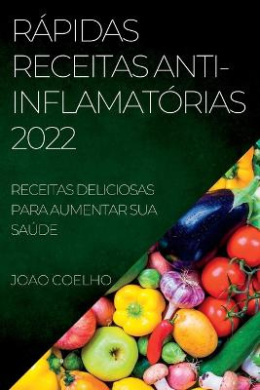 RÁPIDAS
RECEITAS ANTI-
INFLAMATÓRIAS
2022
RECEITAS DELICIOSAS
PARA AUMENTAR SUA
SAÚDE
JOAO COELHO